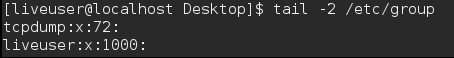 [liveuser@localhost Desktop]$ tail -2 /etc/group
tcpdump:x:72:
liveuser:x:1000: